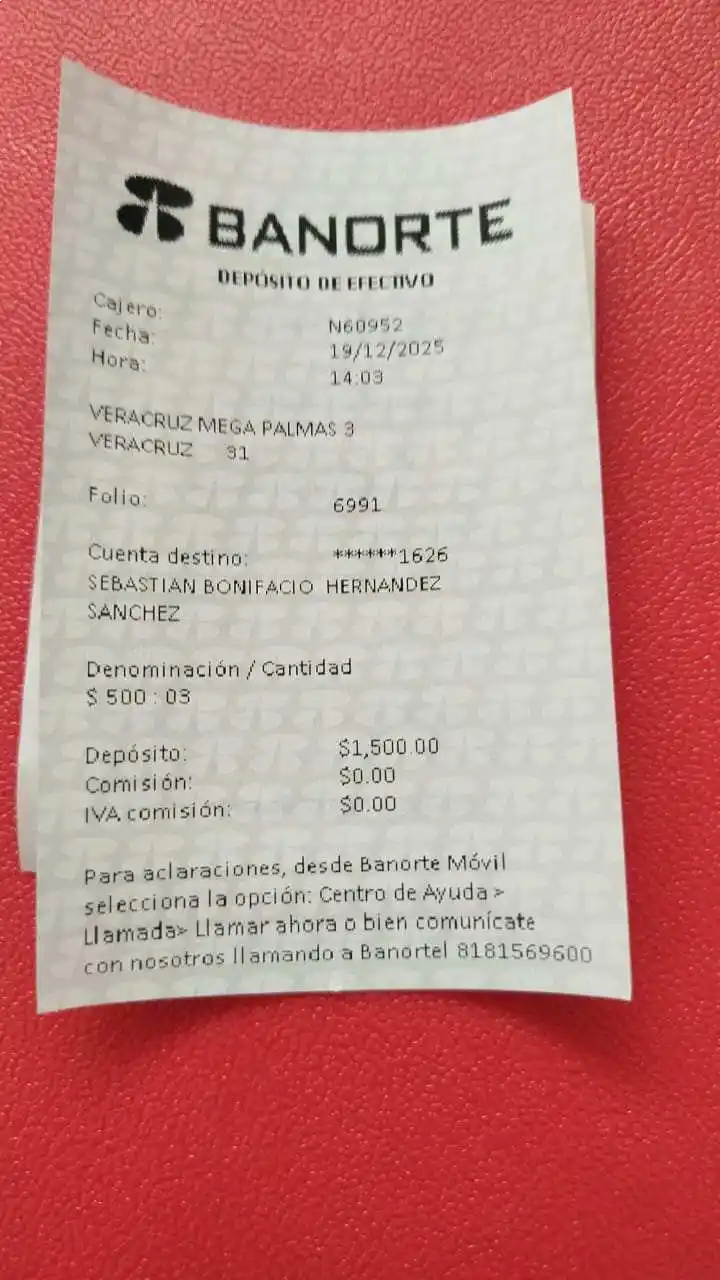 BANORTE
DEPÓSITO DE EFECTIVO
Cajero: N60952
Fecha: 19/12/2025
Hora: 14:03
VERACRUZ MEGA PALMAS 3
VERACRUZ 31
Folio: 6991
Cuenta destino: ******1626
SEBASTIAN BONIFACIO HERNANDEZ
SANCHEZ
Denominación / Cantidad
$ 500 : 03
Depósito: $1,500.00
Comisión: $0.00
IVA comisión: $0.00
Para aclaraciones, desde Banorte Móvil
selecciona la opción: Centro de Ayuda >
Llamada> Llamar ahora o bien comunícate
con nosotros llamando a Banortel 8181569600